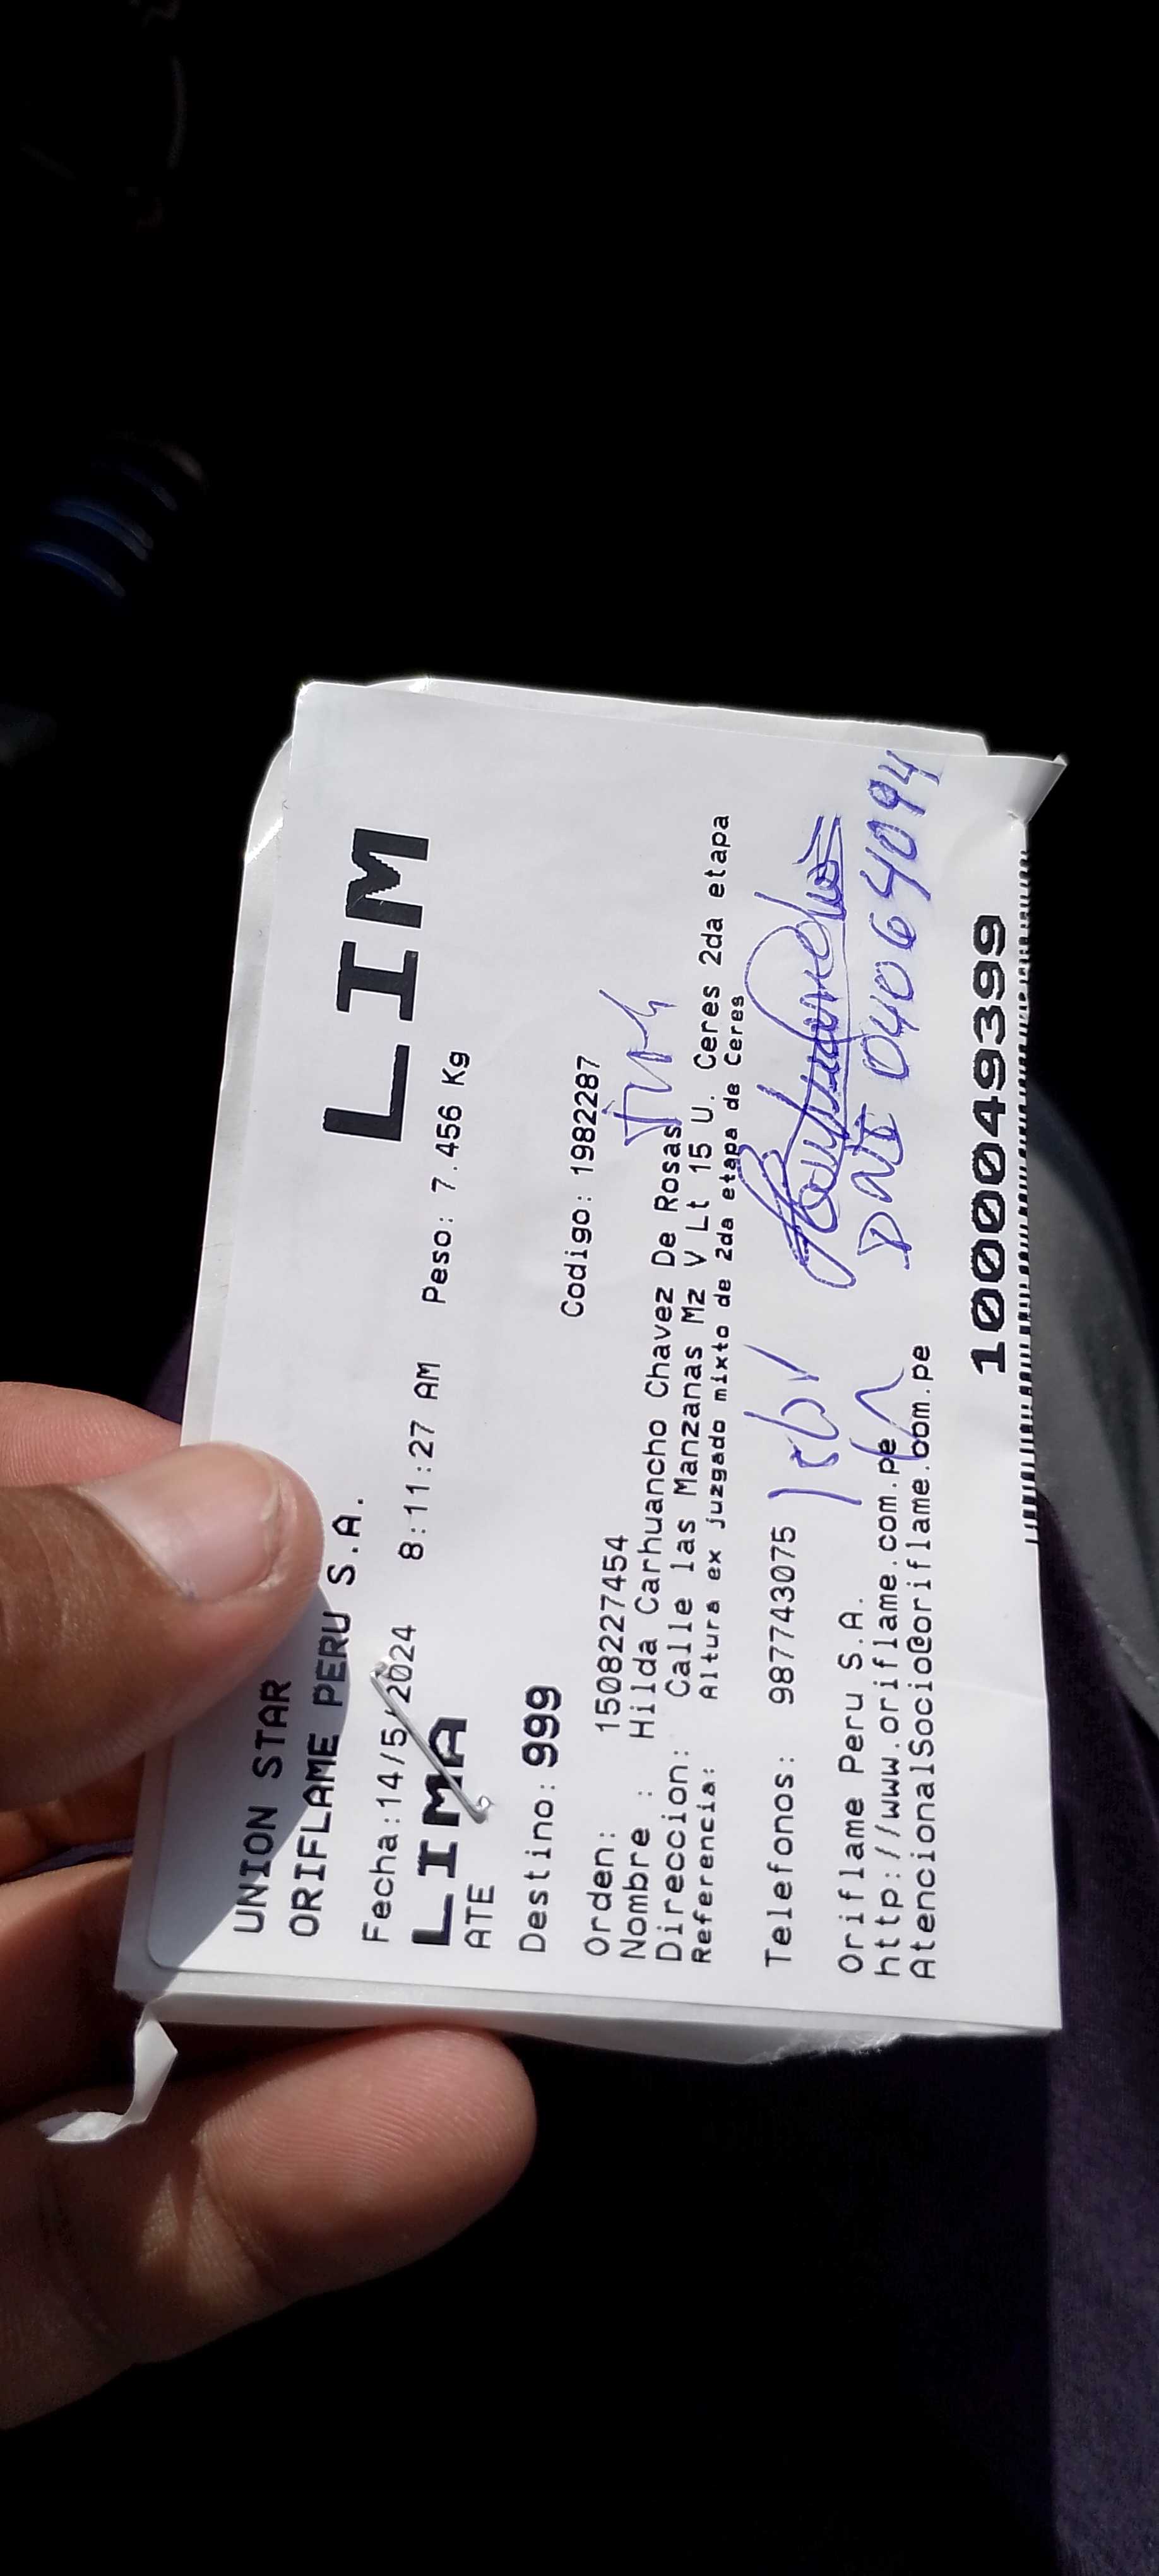 UNION STAR
ORIFLAME PERU S.A.
LIM
Fecha:14/5/2024 8:11:27 AM Peso: 7.456 Kg
LIMA
ATE
Destino: 999
Codigo: 1982287
Orden: 1508227454
Nombre : Hilda Carhuancho Chavez De Rosas
Direccion: Calle las Manzanas Mz V Lt 15 U. Ceres 2da etapa
Referencia: Altura ex juzgado mixto de 2da etapa de Ceres
Telefonos: 987743075
Oriflame Peru S.A.
http://www.oriflame.com.pe
AtencionalSocio@oriflame.com.pe
DNI 04064094
10000049399